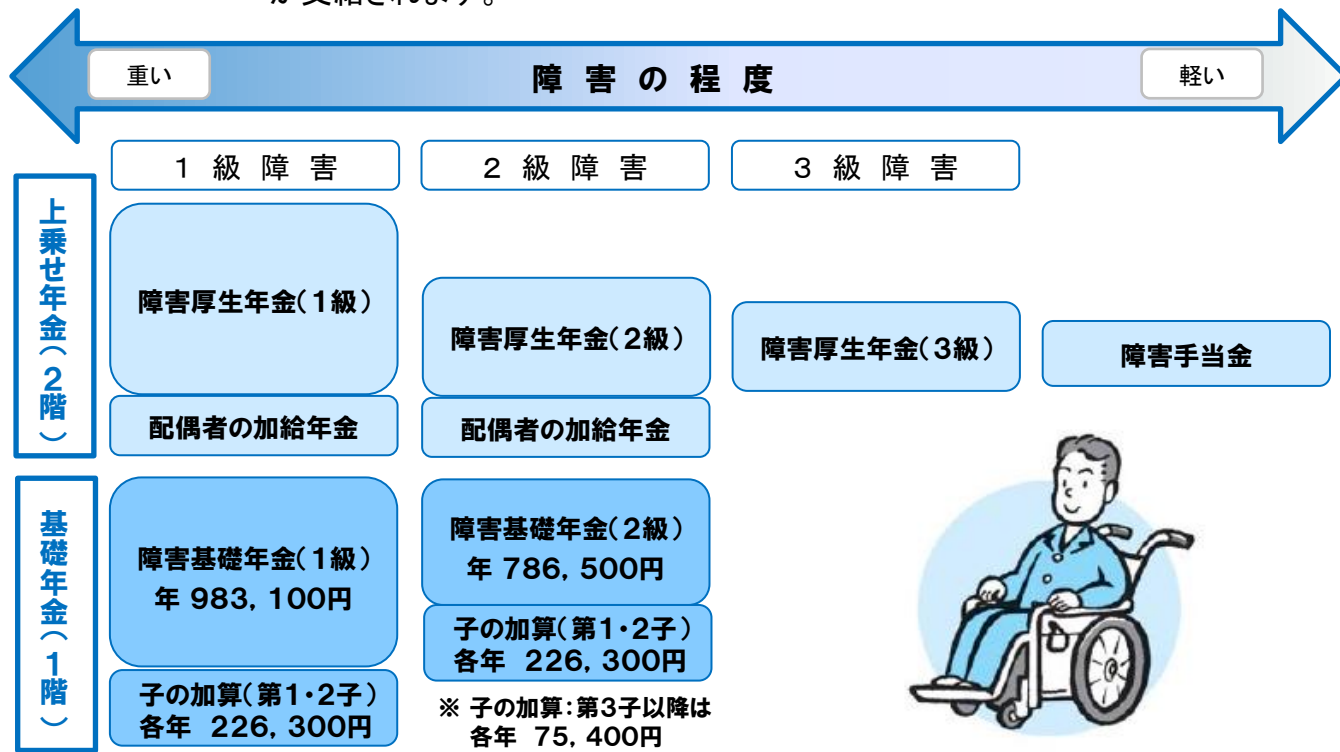 が支給されます。
重い
障害の程度
軽い
1級障害
2級障害
3級障害
上乗せ年金(2階)
障害厚生年金(1級)
障害厚生年金(2級)
障害厚生年金(3級)
障害手当金
配偶者の加給年金
配偶者の加給年金
基礎年金(1階)
障害基礎年金(1級)
年 983,100円
子の加算(第1・2子)
各年 226,300円
障害基礎年金(2級)
年 786,500円
子の加算(第1・2子)
各年 226,300円
※ 子の加算:第3子以降は
各年 75,400円